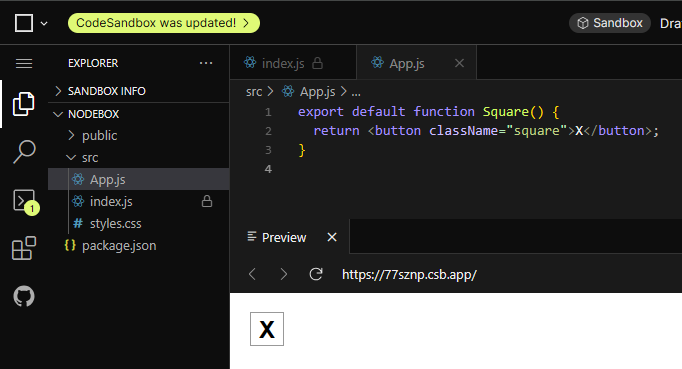 CodeSandbox was updated!
Sandbox
Dra
EXPLORER
SANDBOX INFO
NODEBOX
public
src
App.js
index.js
styles.css
package.json
1
index.js
App.js
src > App.js > ...
1 export default function Square() {
2 return <button className="square">X</button>;
3 }
4
Preview
https://77sznp.csb.app/
X